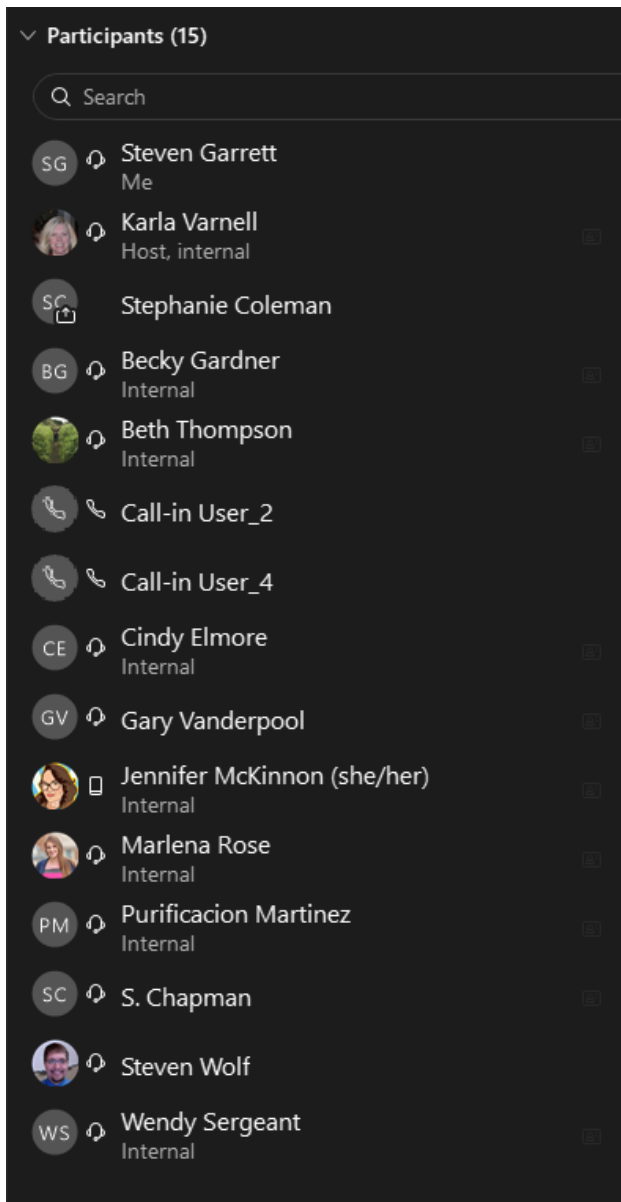 Participants (15)
Search
SG Steven Garrett
Me
Karla Varnell
Host, internal
SC Stephanie Coleman
BG Becky Gardner
Internal
Beth Thompson
Internal
Call-in User_2
Call-in User_4
CE Cindy Elmore
Internal
GV Gary Vanderpool
Jennifer McKinnon (she/her)
Internal
Marlena Rose
Internal
PM Purificacion Martinez
Internal
SC S. Chapman
Steven Wolf
WS Wendy Sergeant
Internal